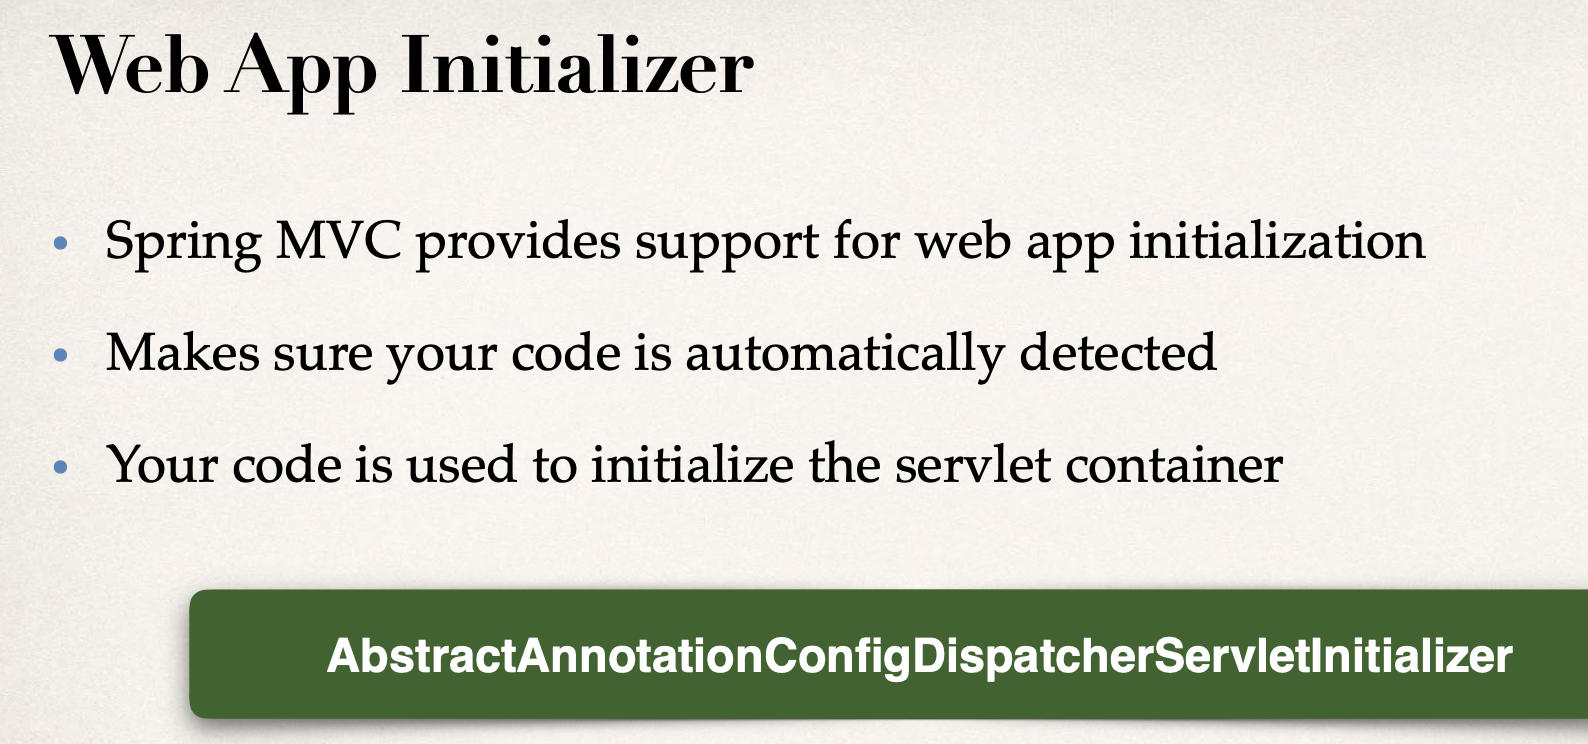 Web App Initializer
• Spring MVC provides support for web app initialization
• Makes sure your code is automatically detected
• Your code is used to initialize the servlet container
AbstractAnnotationConfigDispatcherServletInitializer